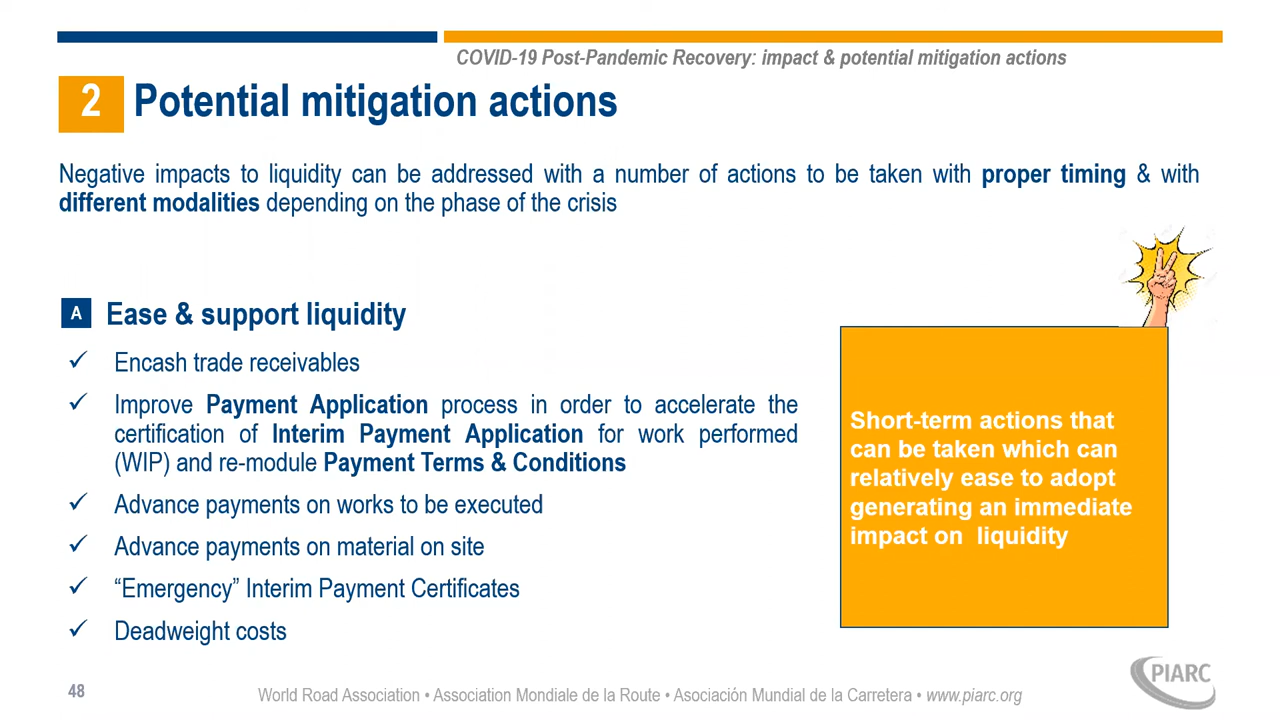 COVID-19 Post-Pandemic Recovery: impact & potential mitigation actions
2 Potential mitigation actions
Negative impacts to liquidity can be addressed with a number of actions to be taken with proper timing & with
different modalities depending on the phase of the crisis
A Ease & support liquidity
✓ Encash trade receivables
✓ Improve Payment Application process in order to accelerate the
certification of Interim Payment Application for work performed
(WIP) and re-module Payment Terms & Conditions
✓ Advance payments on works to be executed
✓ Advance payments on material on site
✓ “Emergency” Interim Payment Certificates
✓ Deadweight costs
Short-term actions that
can be taken which can
relatively ease to adopt
generating an immediate
impact on liquidity
48
World Road Association • Association Mondiale de la Route • Asociación Mundial de la Carretera • www.piarc.org
PIARC